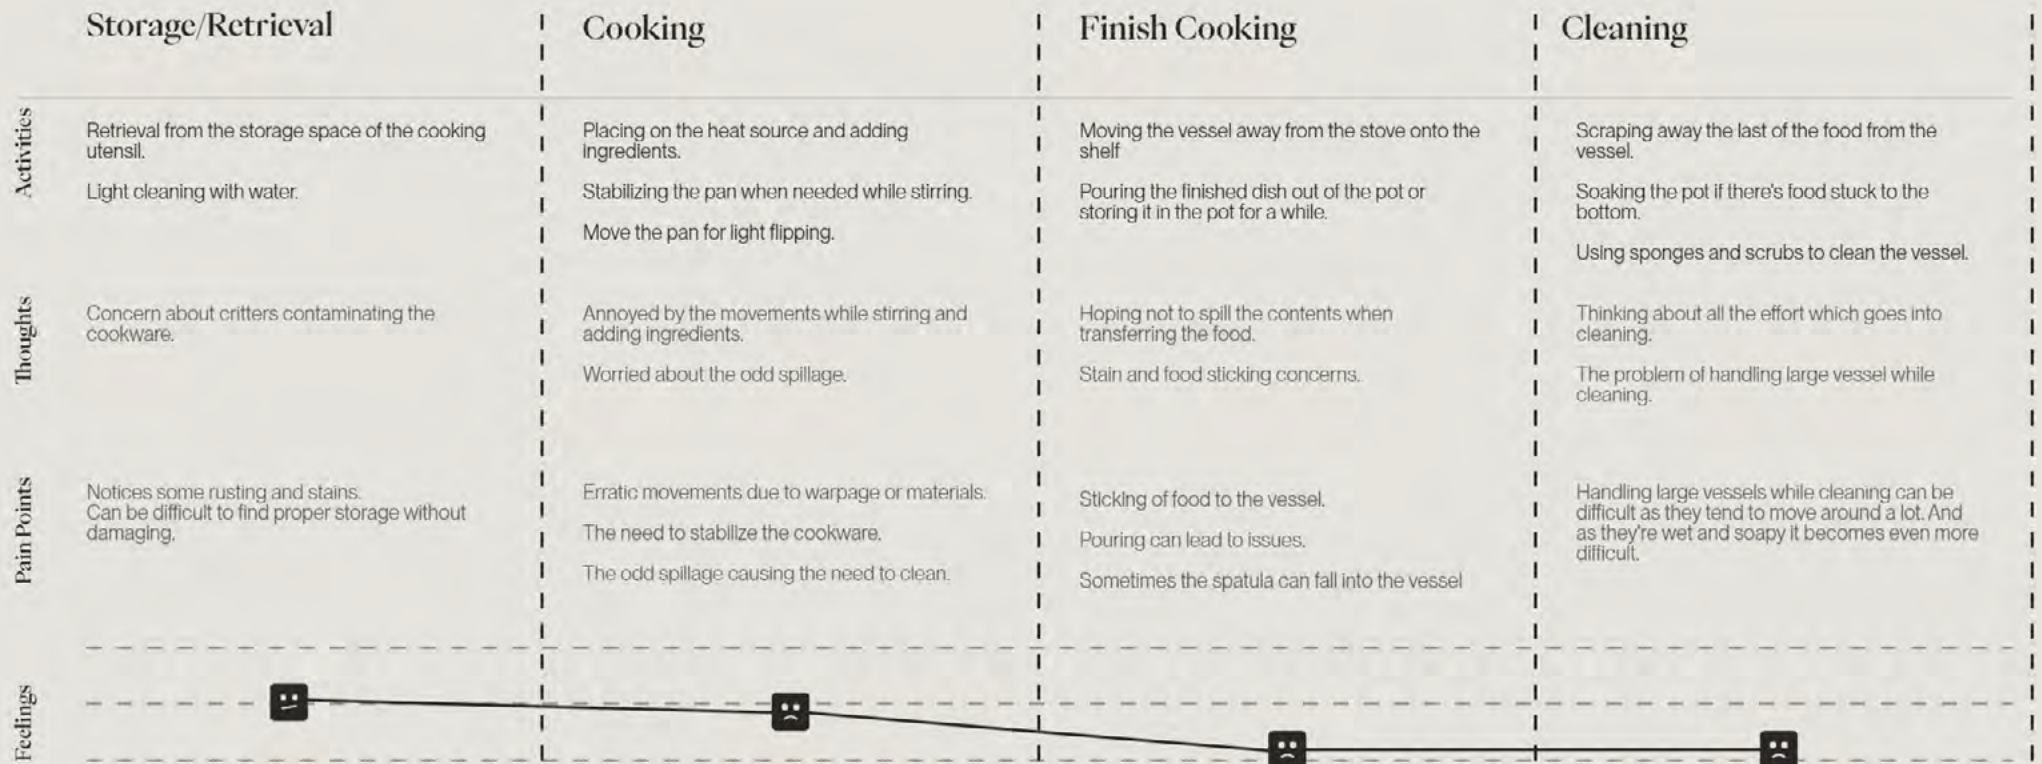 Storage/Retrieval
Cooking
Finish Cooking
Cleaning
Activities
Retrieval from the storage space of the cooking
utensil.
Light cleaning with water.
Placing on the heat source and adding
ingredients.
Stabilizing the pan when needed while stirring.
Move the pan for light flipping.
Moving the vessel away from the stove onto the
shelf
Pouring the finished dish out of the pot or
storing it in the pot for a while.
Scraping away the last of the food from the
vessel.
Soaking the pot if there's food stuck to the
bottom.
Using sponges and scrubs to clean the vessel.
Thoughts
Concern about critters contaminating the
cookware.
Annoyed by the movements while stirring and
adding ingredients.
Worried about the odd spillage.
Hoping not to spill the contents when
transferring the food.
Stain and food sticking concerns.
Thinking about all the effort which goes into
cleaning.
The problem of handling large vessel while
cleaning.
Pain Points
Notices some rusting and stains.
Can be difficult to find proper storage without
damaging.
Erratic movements due to warpage or materials.
The need to stabilize the cookware.
The odd spillage causing the need to clean.
Sticking of food to the vessel.
Pouring can lead to issues.
Sometimes the spatula can fall into the vessel
Handling large vessels while cleaning can be
difficult as they tend to move around a lot. And
as they're wet and soapy it becomes even more
difficult.
Feelings